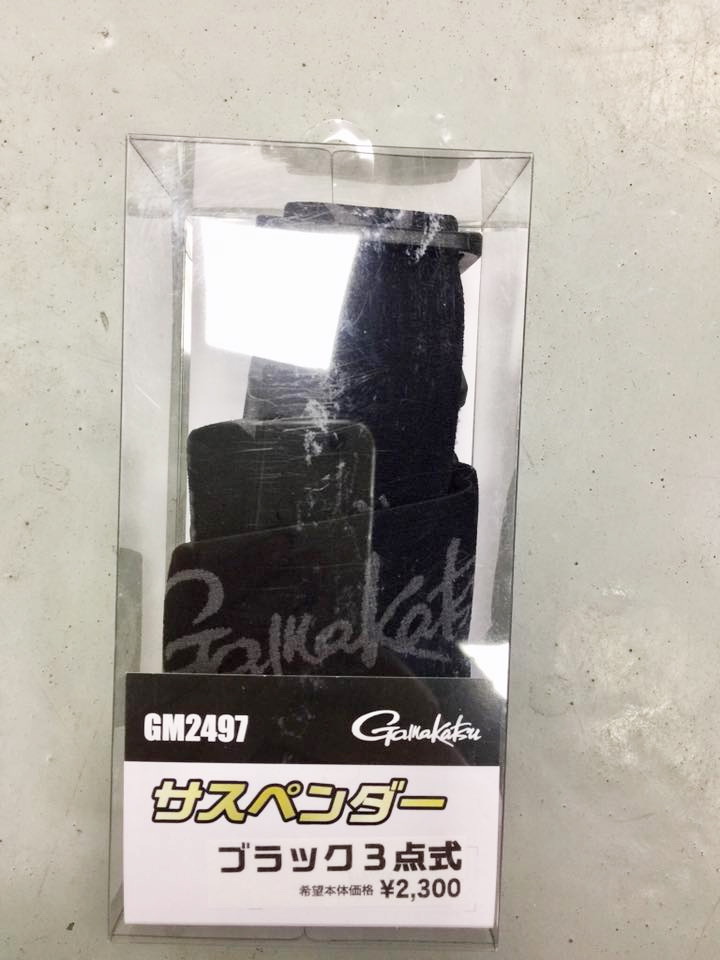 Gamakatsu
GM2497 Gamakatsu
サスペンダー
ブラック3点式
希望本体価格 ¥2,300